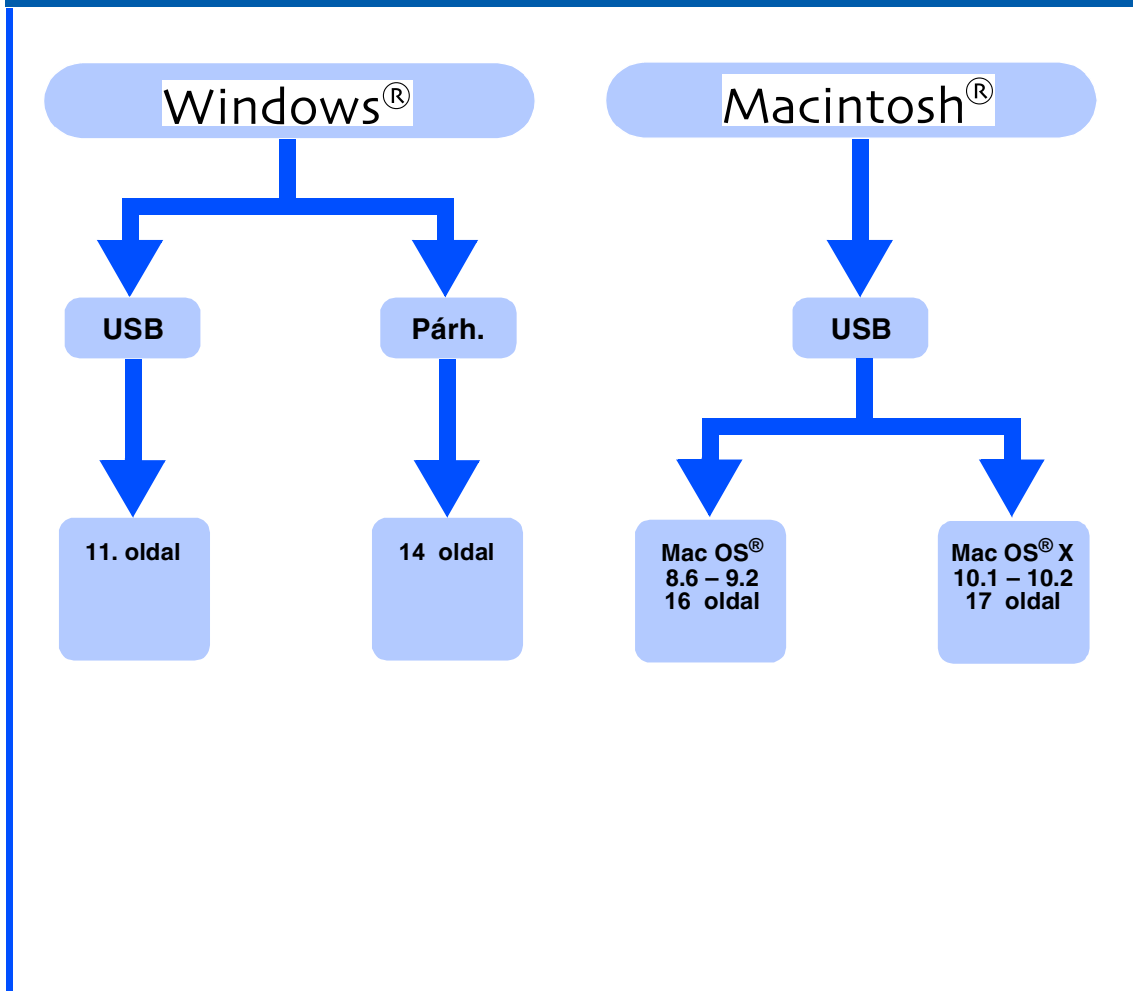 Windows®
Macintosh®
USB
Párh.
USB
11. oldal
14 oldal
Mac OS®
8.6 – 9.2
16 oldal
Mac OS® X
10.1 – 10.2
17 oldal